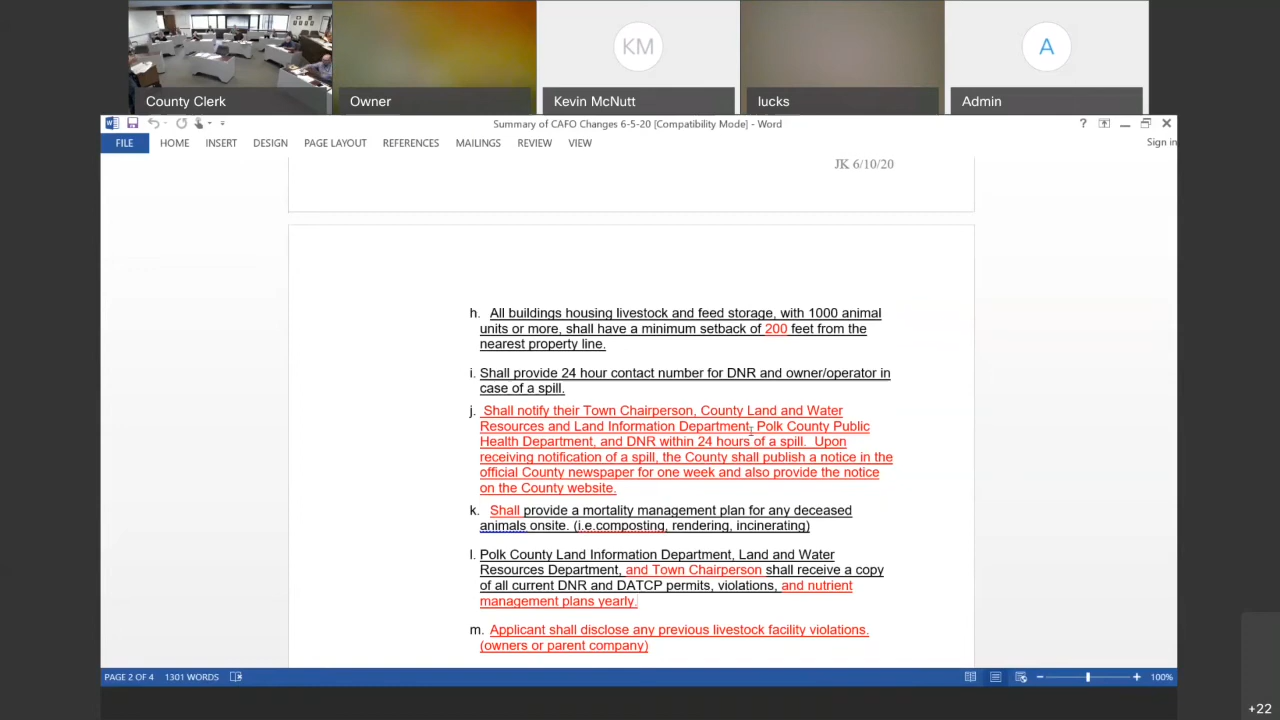 KM
A
County Clerk
Owner
Kevin McNutt
lucks
Admin
Summary of CAFO Changes 6-5-20 [Compatibility Mode] - Word
?
FILE
HOME
INSERT
DESIGN
PAGE LAYOUT
REFERENCES
MAILINGS
REVIEW
VIEW
Sign in
JK 6/10/20
h. All buildings housing livestock and feed storage, with 1000 animal
units or more, shall have a minimum setback of 200 feet from the
nearest property line.
i. Shall provide 24 hour contact number for DNR and owner/operator in
case of a spill.
j. Shall notify their Town Chairperson, County Land and Water
Resources and Land Information Department, Polk County Public
Health Department, and DNR within 24 hours of a spill. Upon
receiving notification of a spill, the County shall publish a notice in the
official County newspaper for one week and also provide the notice
on the County website.
k. Shall provide a mortality management plan for any deceased
animals onsite. (i.e.composting, rendering, incinerating)
l. Polk County Land Information Department, Land and Water
Resources Department, and Town Chairperson shall receive a copy
of all current DNR and DATCP permits, violations, and nutrient
management plans yearly.
m. Applicant shall disclose any previous livestock facility violations.
(owners or parent company)
PAGE 2 OF 4
1301 WORDS
100%
+22